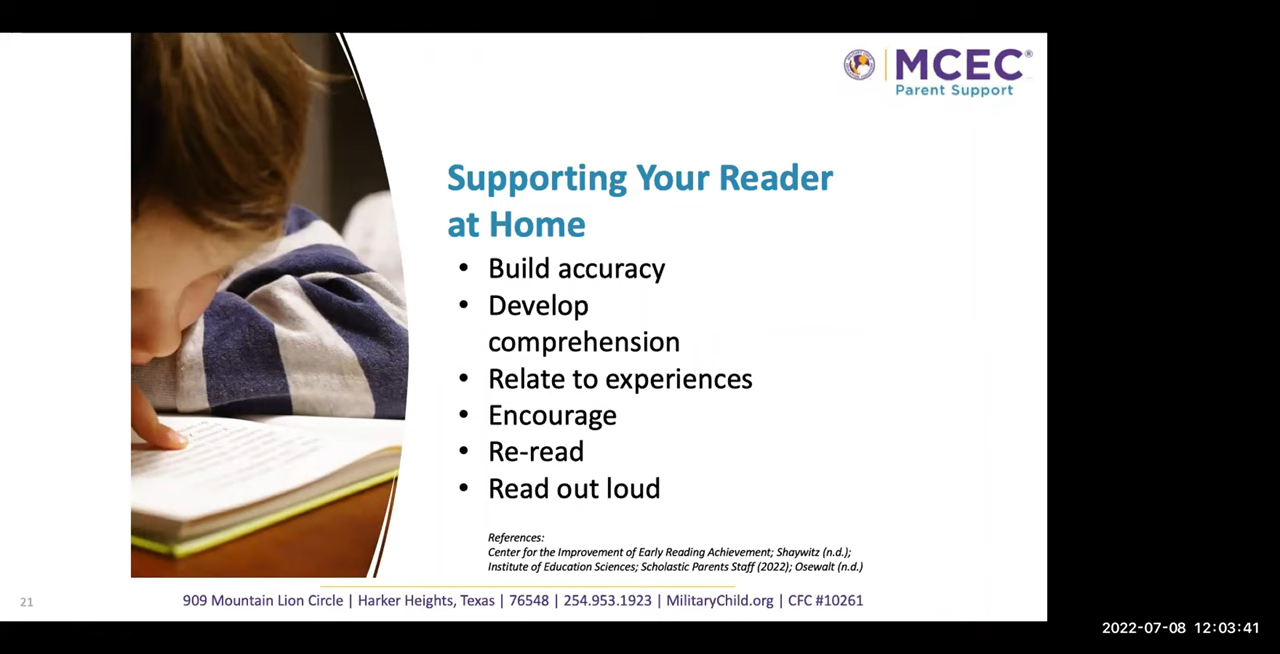 MCEC®
Parent Support
Supporting Your Reader
at Home
• Build accuracy
• Develop
comprehension
• Relate to experiences
• Encourage
• Re-read
• Read out loud
References:
Center for the Improvement of Early Reading Achievement; Shaywitz (n.d.);
Institute of Education Sciences; Scholastic Parents Staff (2022); Osewalt (n.d.)
21
909 Mountain Lion Circle | Harker Heights, Texas | 76548 | 254.953.1923 | MilitaryChild.org | CFC #10261
2022-07-08 12:03:41